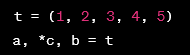 t = (1, 2, 3, 4, 5)
a, *c, b = t